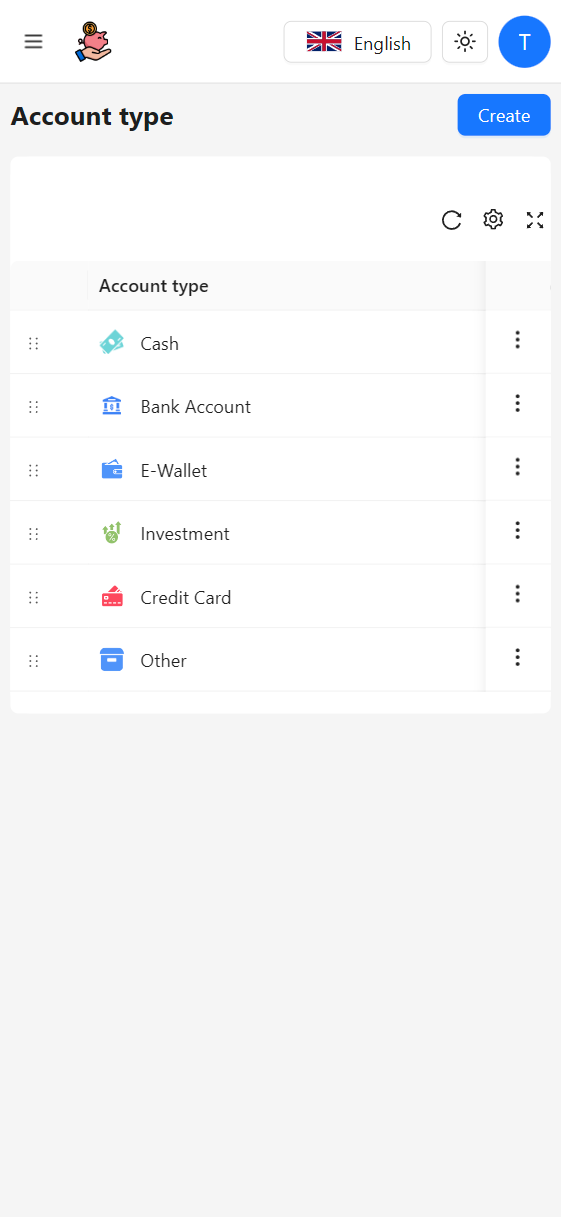 English
T
Account type
Create
Account type
Cash
Bank Account
E-Wallet
Investment
Credit Card
Other